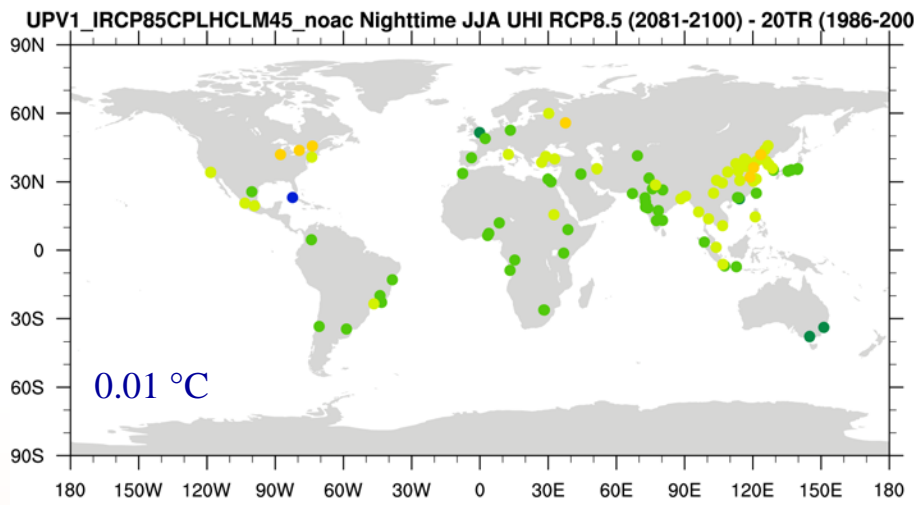 UPV1_IRCP85CPLHCLM45_noac Nighttime JJA UHI RCP8.5 (2081-2100) - 20TR (1986-200
90N
60N
30N
0
30S
60S
90S
0.01 °C
180 150W 120W 90W 60W 30W 0 30E 60E 90E 120E 150E 180